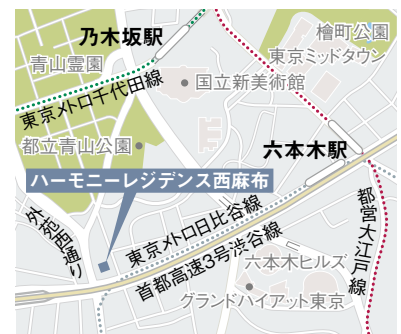 乃木坂駅
檜町公園
東京ミッドタウン
青山霊園
国立新美術館
東京メトロ千代田線
都立青山公園
六本木駅
ハーモニーレジデンス西麻布
外苑西通り
東京メトロ日比谷線
首都高速3号渋谷線
都営大江戸線
六本木ヒルズ
グランドハイアット東京